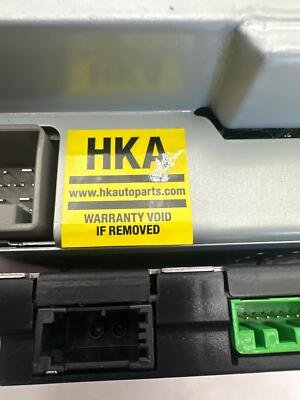 HKA
www.hkautoparts.com
WARRANTY VOID
IF REMOVED